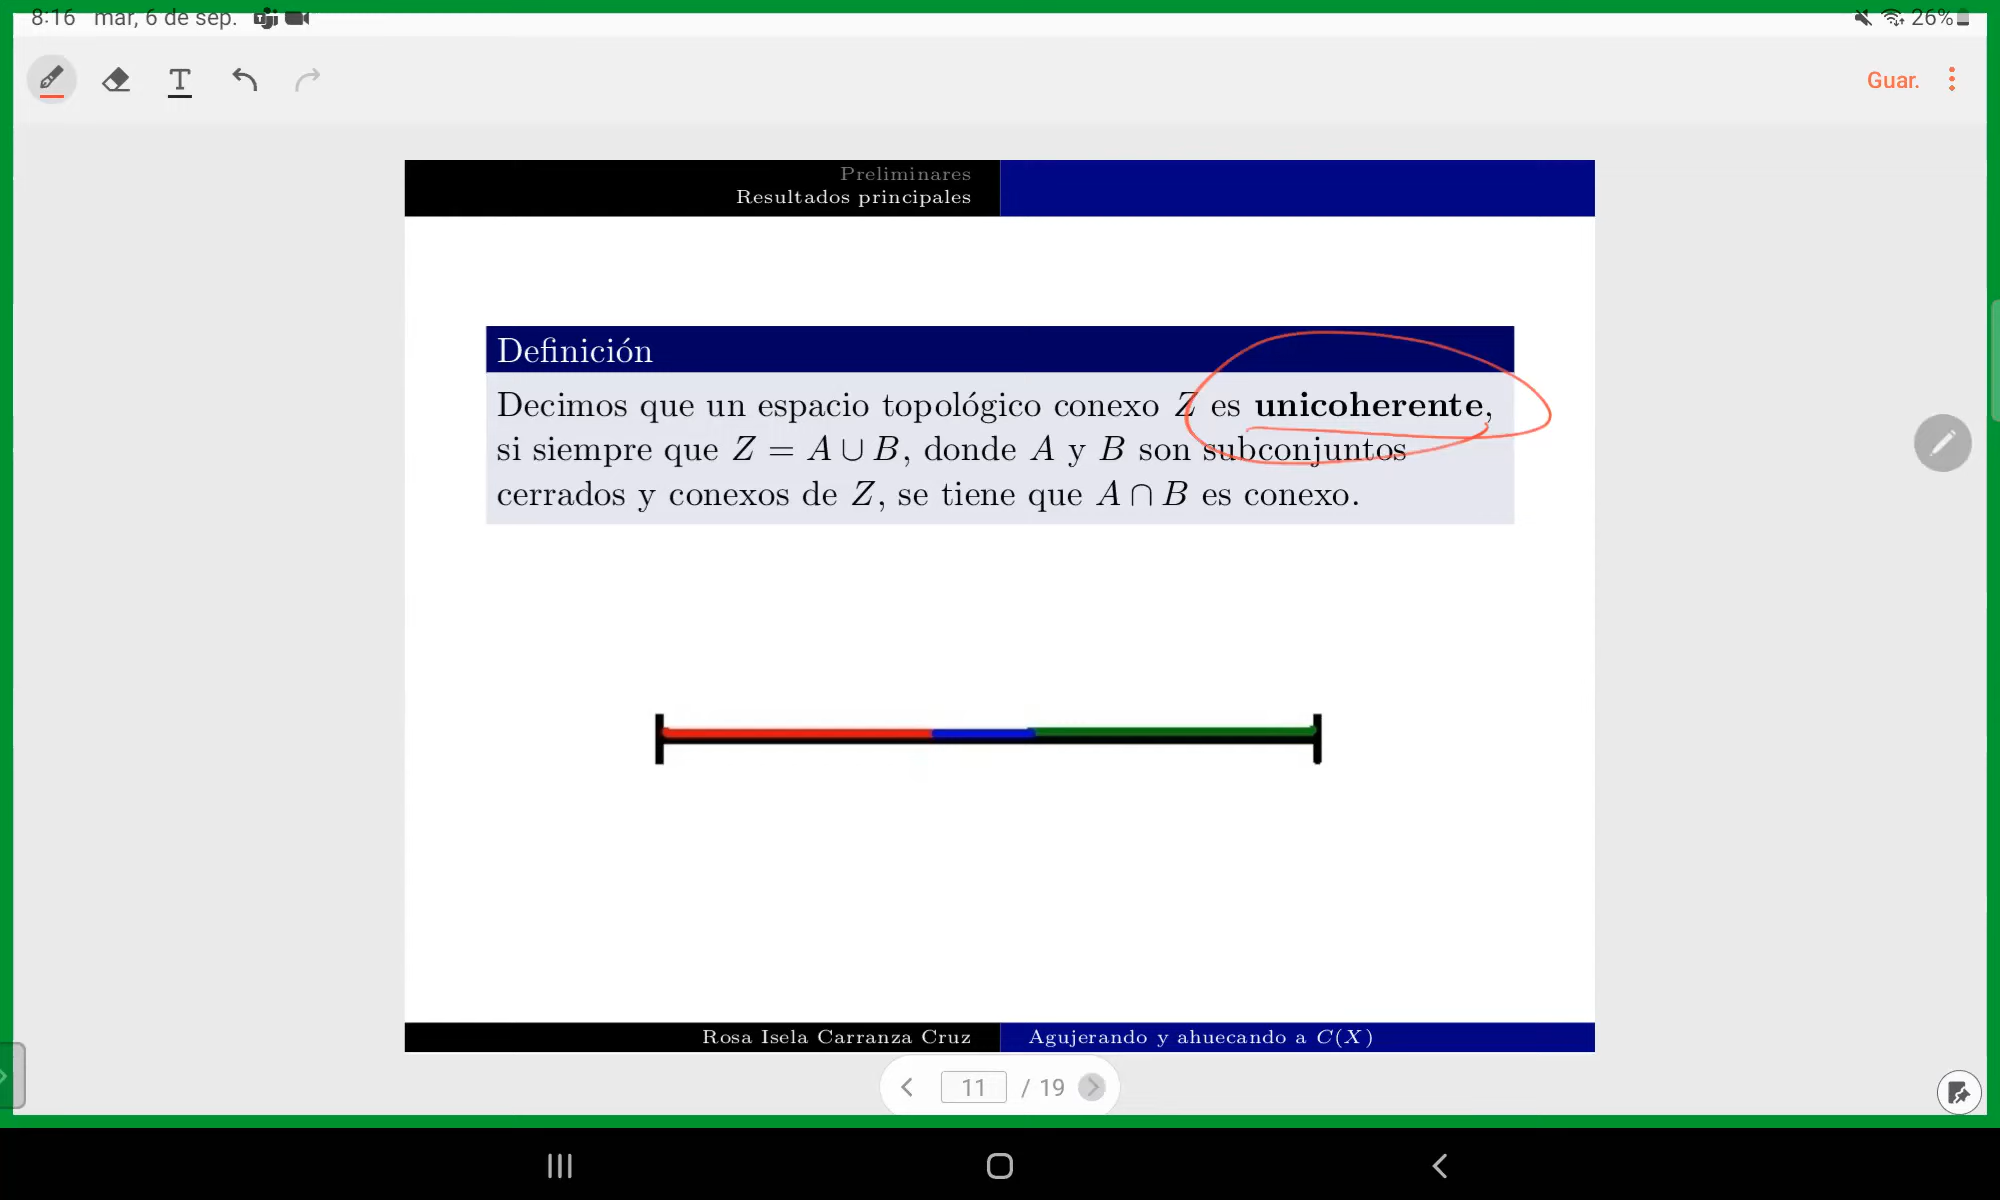 8:16 mar, 6 de sep.
26%
T
Guar.
Preliminares
Resultados principales
Definición
Decimos que un espacio topológico conexo Z es unicoherente,
si siempre que Z = A ∪ B, donde A y B son subconjuntos
cerrados y conexos de Z, se tiene que A ∩ B es conexo.
Rosa Isela Carranza Cruz
Agujerando y ahuecando a C(X)
11 / 19